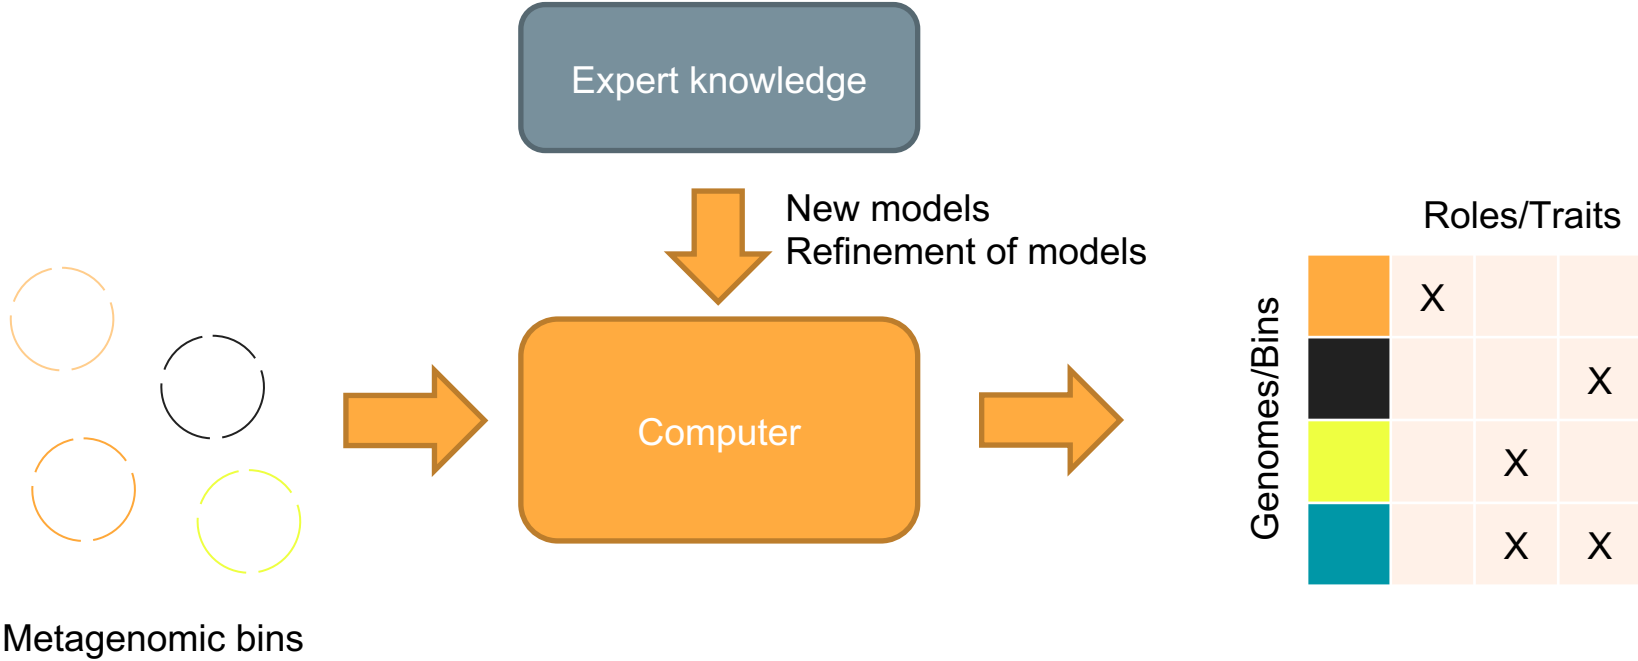 Expert knowledge
New models
Refinement of models
Roles/Traits
Genomes/Bins
X
X
Computer
X
X X
Metagenomic bins